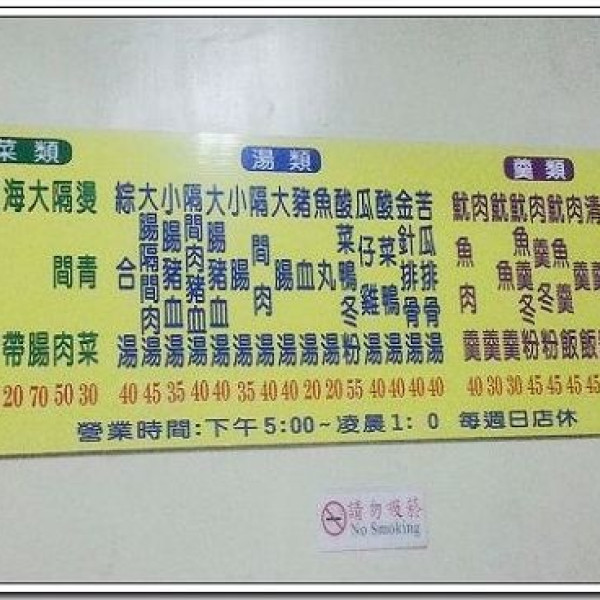 菜類
海帶 20
大腸 70
隔間肉 50
燙青菜 30
湯類
綜合湯 40
大腸隔間肉湯 45
小腸豬血湯 35
隔間肉豬血湯 40
大腸豬血湯 40
小腸湯 35
隔間肉湯 40
大腸湯 40
豬血湯 20
魚丸湯 20
酸菜鴨冬粉 55
瓜仔雞湯 40
酸菜鴨湯 40
金針排骨湯 40
苦瓜排骨湯 40
羹類
魷魚肉羹 40
肉羹 30
魷魚羹 30
魷魚羹冬粉 45
肉羹冬粉 45
魷魚羹飯 45
肉羹飯 45
營業時間:下午5:00~凌晨1: 0 每週日店休
請勿吸菸
No Smoking